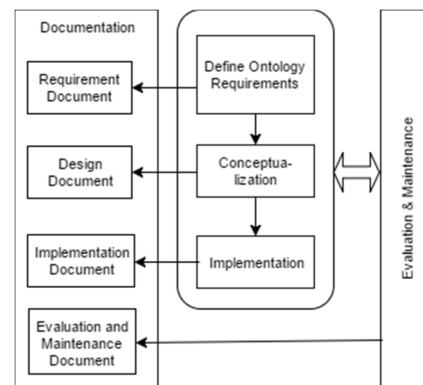 Documentation
Requirement
Document
Design
Document
Implementation
Document
Evaluation and
Maintenance
Document
Define Ontology
Requirements
Conceptua-
lization
Implementation
Evaluation & Maintenance